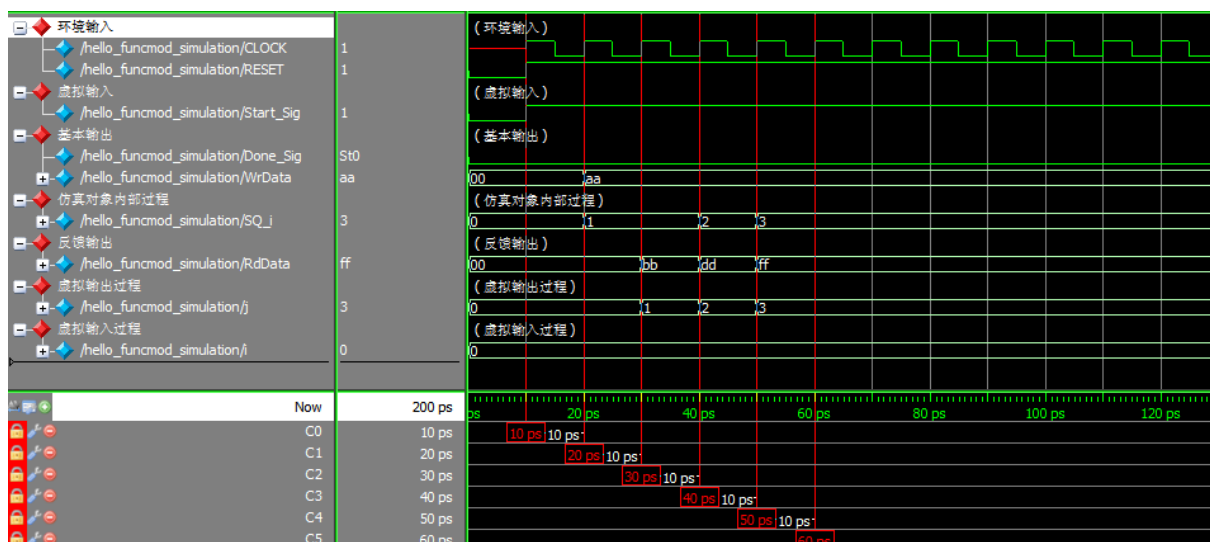 环境输入 (环境输入)
/hello_funcmod_simulation/CLOCK 1
/hello_funcmod_simulation/RESET 1
虚拟输入 (虚拟输入)
/hello_funcmod_simulation/Start_Sig 1
基本输出 (基本输出)
/hello_funcmod_simulation/Done_Sig St0
/hello_funcmod_simulation/WrData aa 00 aa
仿真对象内部过程 (仿真对象内部过程)
/hello_funcmod_simulation/SQ_i 3 0 1 2 3
反馈输出 (反馈输出)
/hello_funcmod_simulation/RdData ff 00 bb dd ff
虚拟输出过程 (虚拟输出过程)
/hello_funcmod_simulation/j 3 0 1 2 3
虚拟输入过程 (虚拟输入过程)
/hello_funcmod_simulation/i 0 0
Now 200 ps ps 20 ps 40 ps 60 ps 80 ps 100 ps 120 ps
C0 10 ps 10 ps 10 ps
C1 20 ps 20 ps 10 ps
C2 30 ps 30 ps 10 ps
C3 40 ps 40 ps 10 ps
C4 50 ps 50 ps 10 ps
C5 60 ps 60 ps